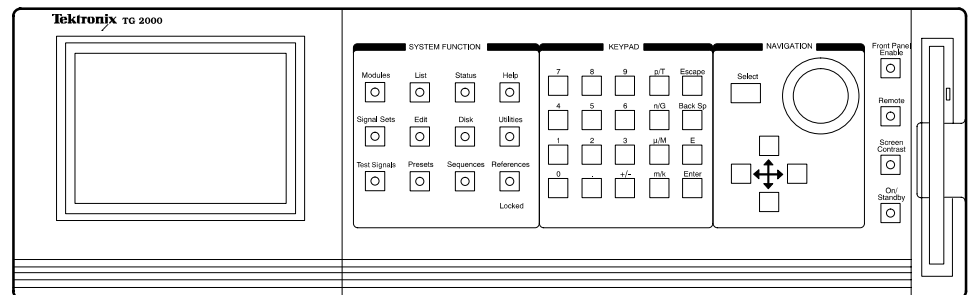 Tektronix TG 2000
SYSTEM FUNCTION
Modules List Status Help
Signal Sets Edit Disk Utilities
Test Signals Presets Sequences References
Locked
KEYPAD
7 8 9 p/T Escape
4 5 6 n/G Back Sp
1 2 3 µ/M E
0 . +/- m/k Enter
NAVIGATION
Select
Front Panel
Enable
Remote
Screen
Contrast
On/
Standby